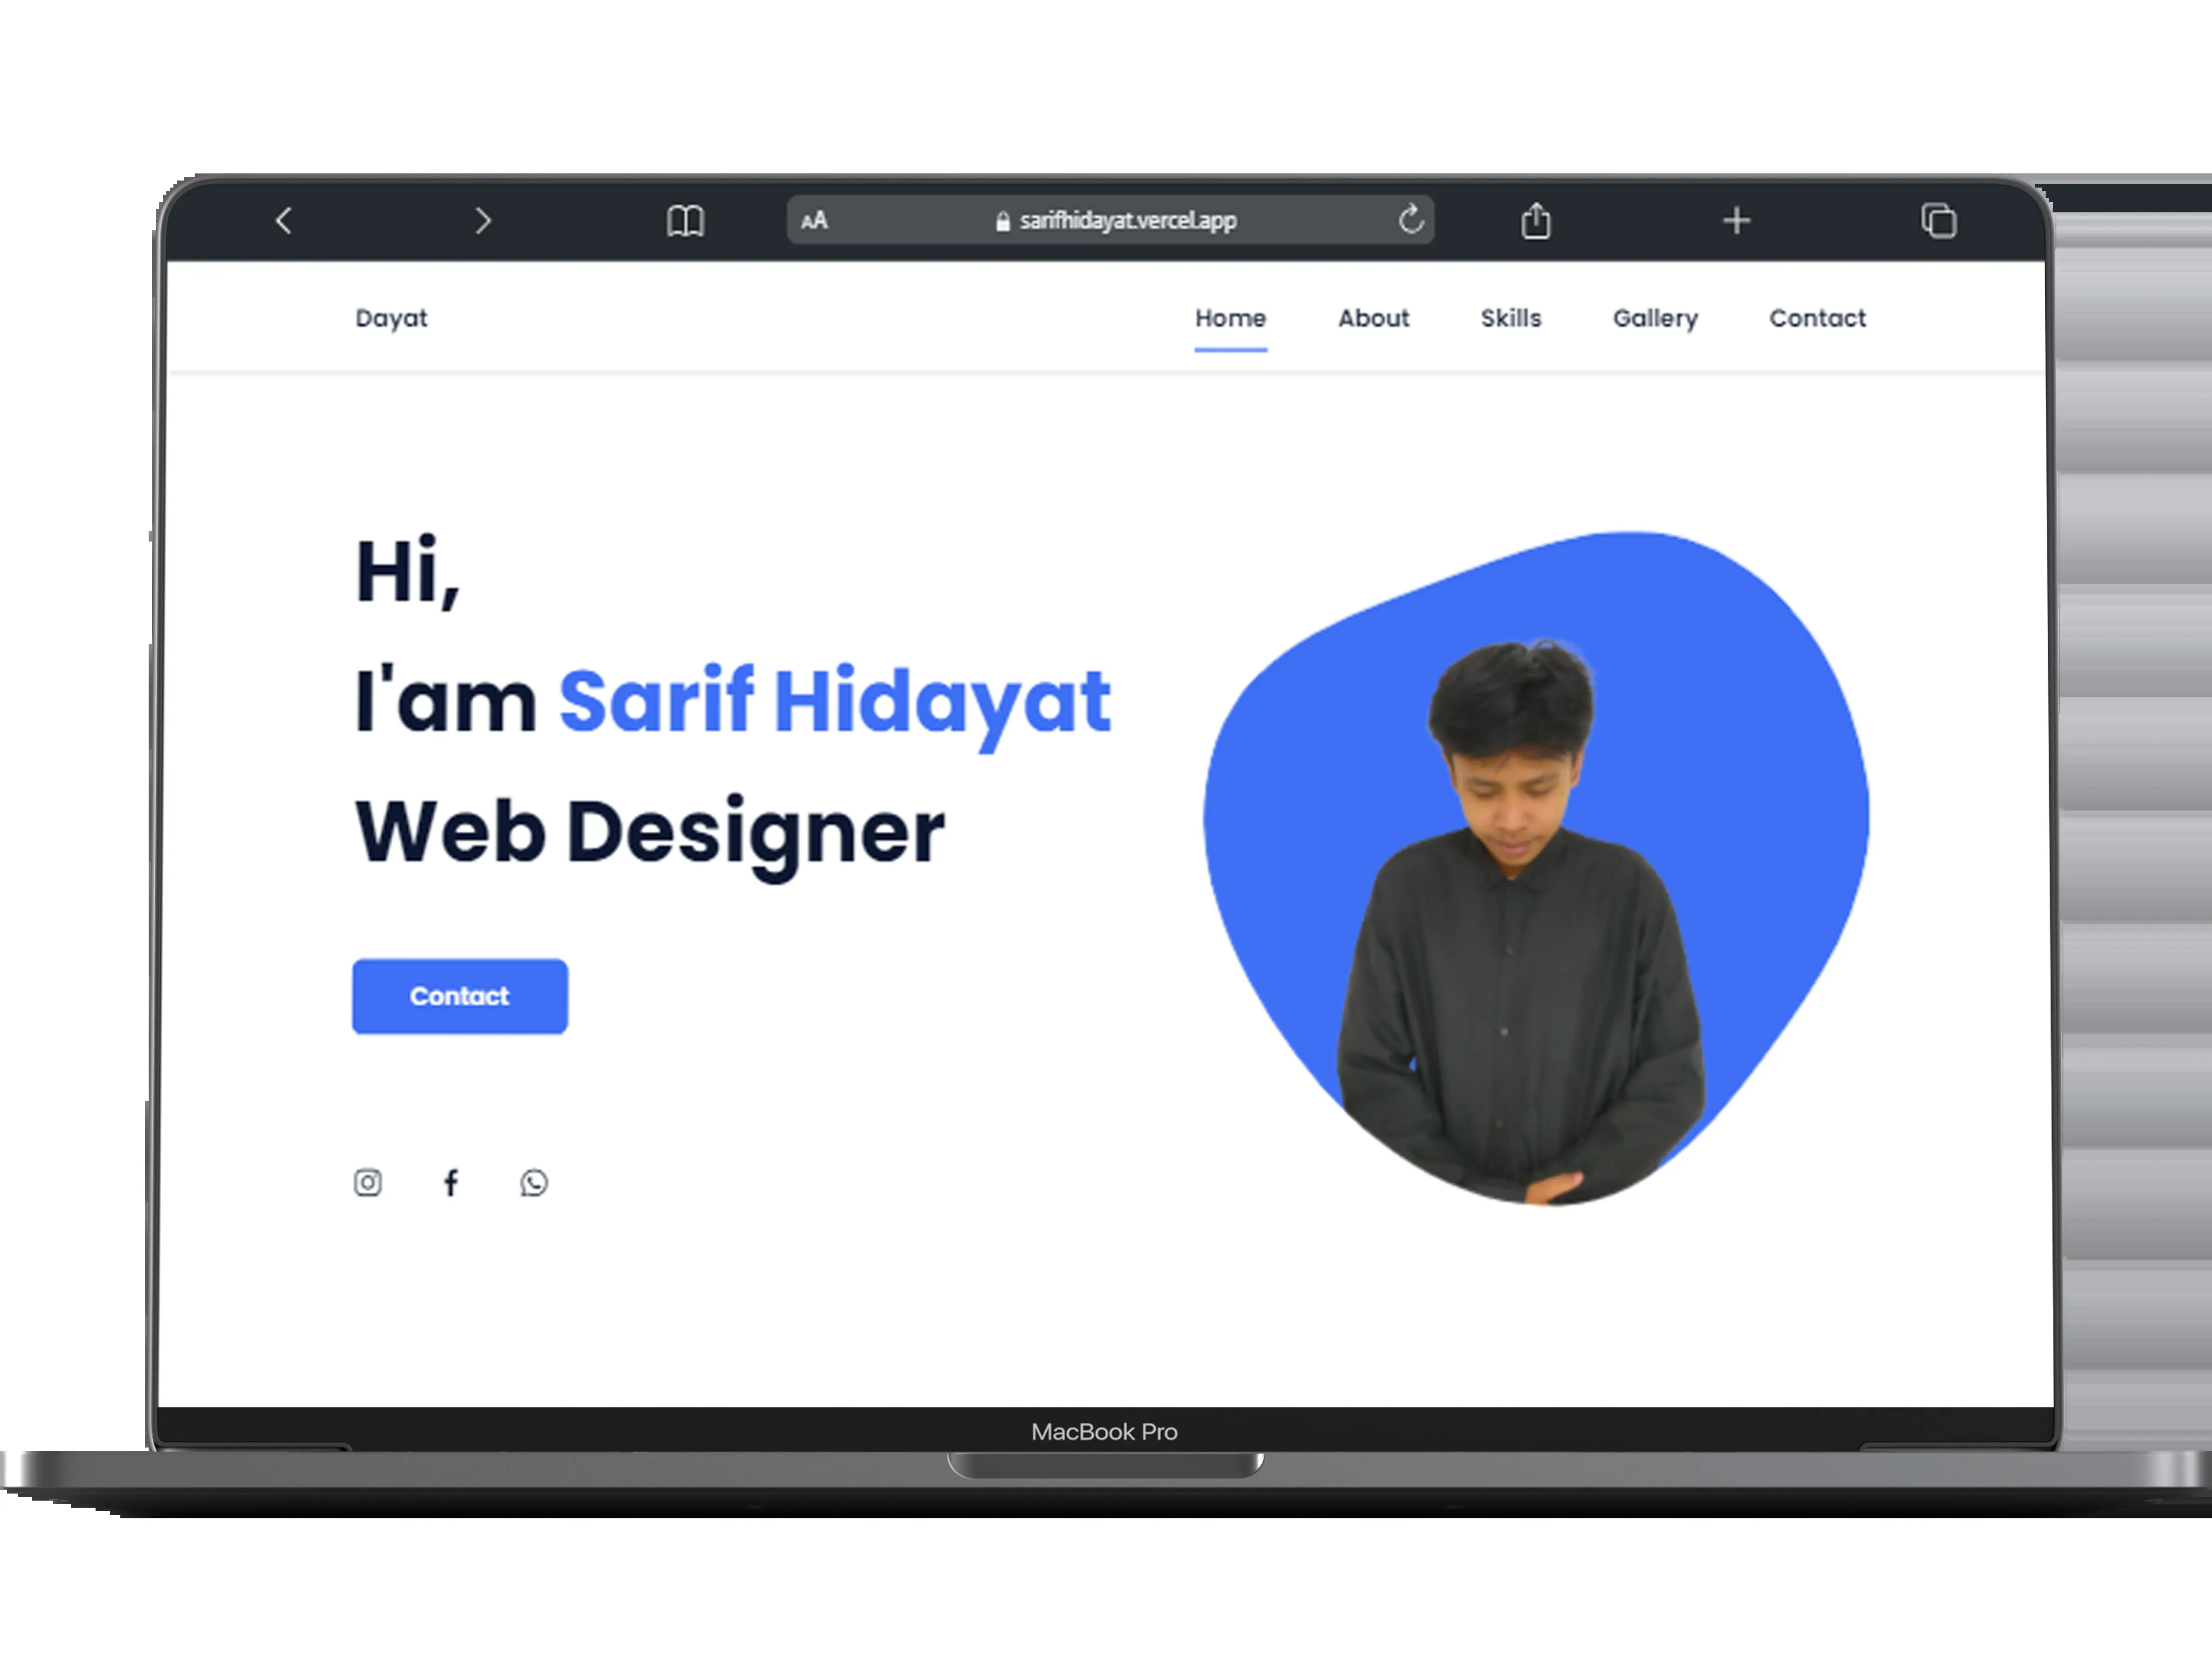 AA sarifhidayat.vercel.app
Dayat Home About Skills Gallery Contact
Hi,
I'am Sarif Hidayat
Web Designer
Contact
MacBook Pro